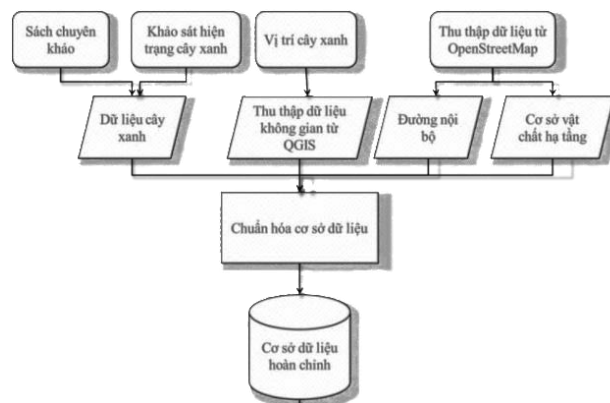 Sách chuyên
khảo
Khảo sát hiện
trạng cây xanh
Vị trí cây xanh
Thu thập dữ liệu từ
OpenStreetMap
Dữ liệu cây
xanh
Thu thập dữ liệu
không gian từ
QGIS
Đường nội
bộ
Cơ sở vật
chất hạ tầng
Chuẩn hóa cơ sở dữ liệu
Cơ sở dữ liệu
hoàn chỉnh